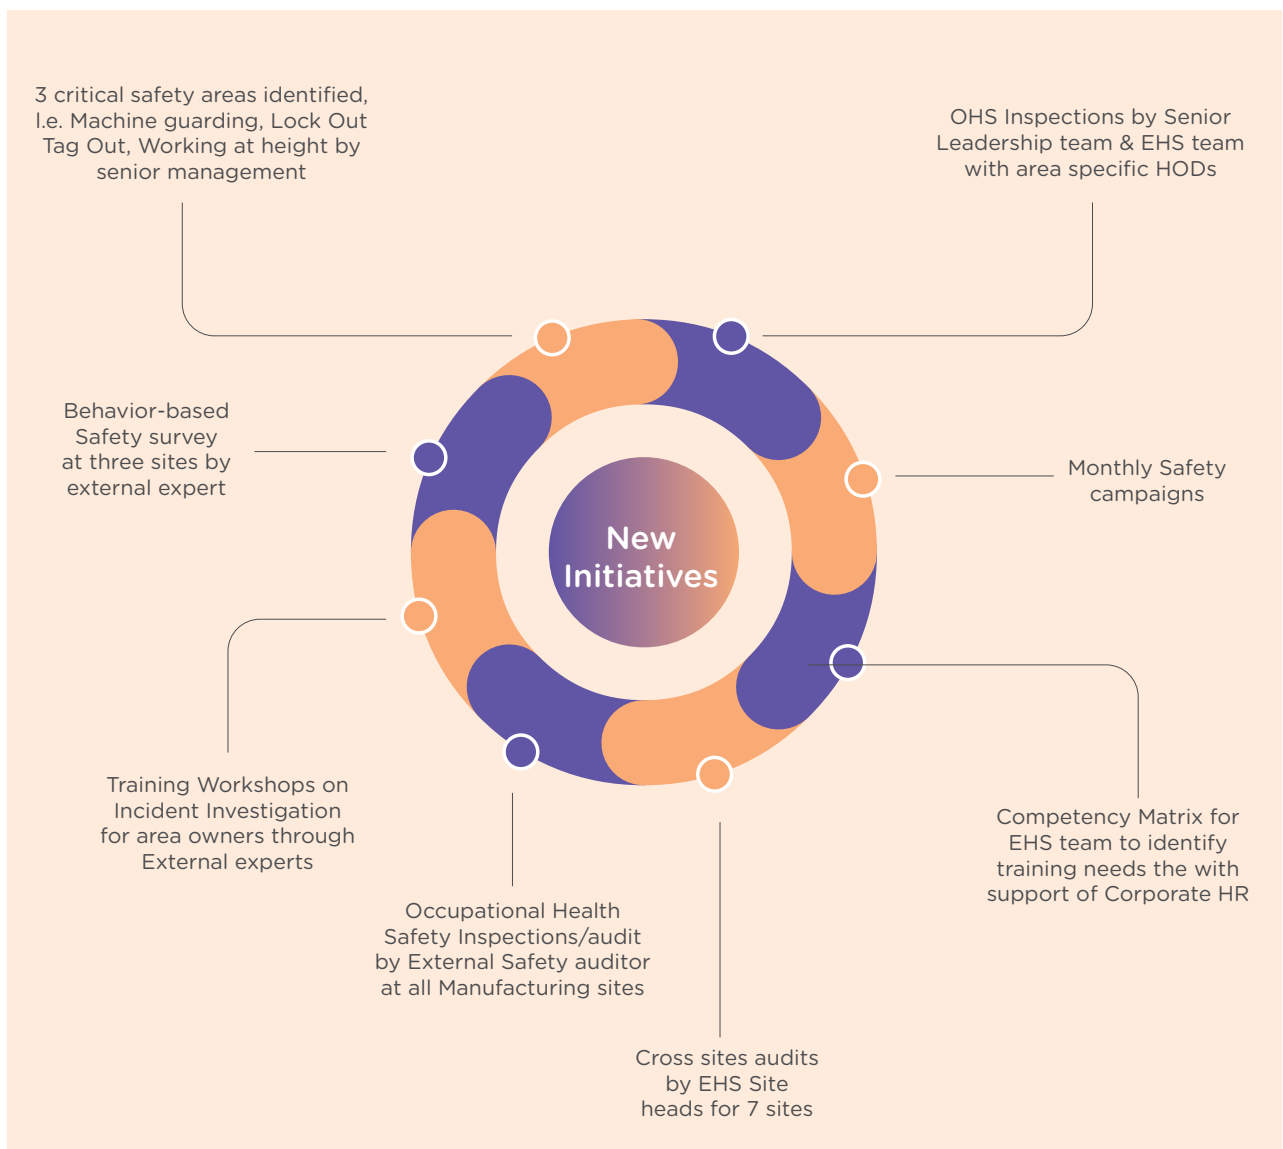 3 critical safety areas identified,
I.e. Machine guarding, Lock Out
Tag Out, Working at height by
senior management
OHS Inspections by Senior
Leadership team & EHS team
with area specific HODs
Behavior-based
Safety survey
at three sites by
external expert
Monthly Safety
campaigns
New
Initiatives
Training Workshops on
Incident Investigation
for area owners through
External experts
Competency Matrix for
EHS team to identify
training needs the with
support of Corporate HR
Occupational Health
Safety Inspections/audit
by External Safety auditor
at all Manufacturing sites
Cross sites audits
by EHS Site
heads for 7 sites